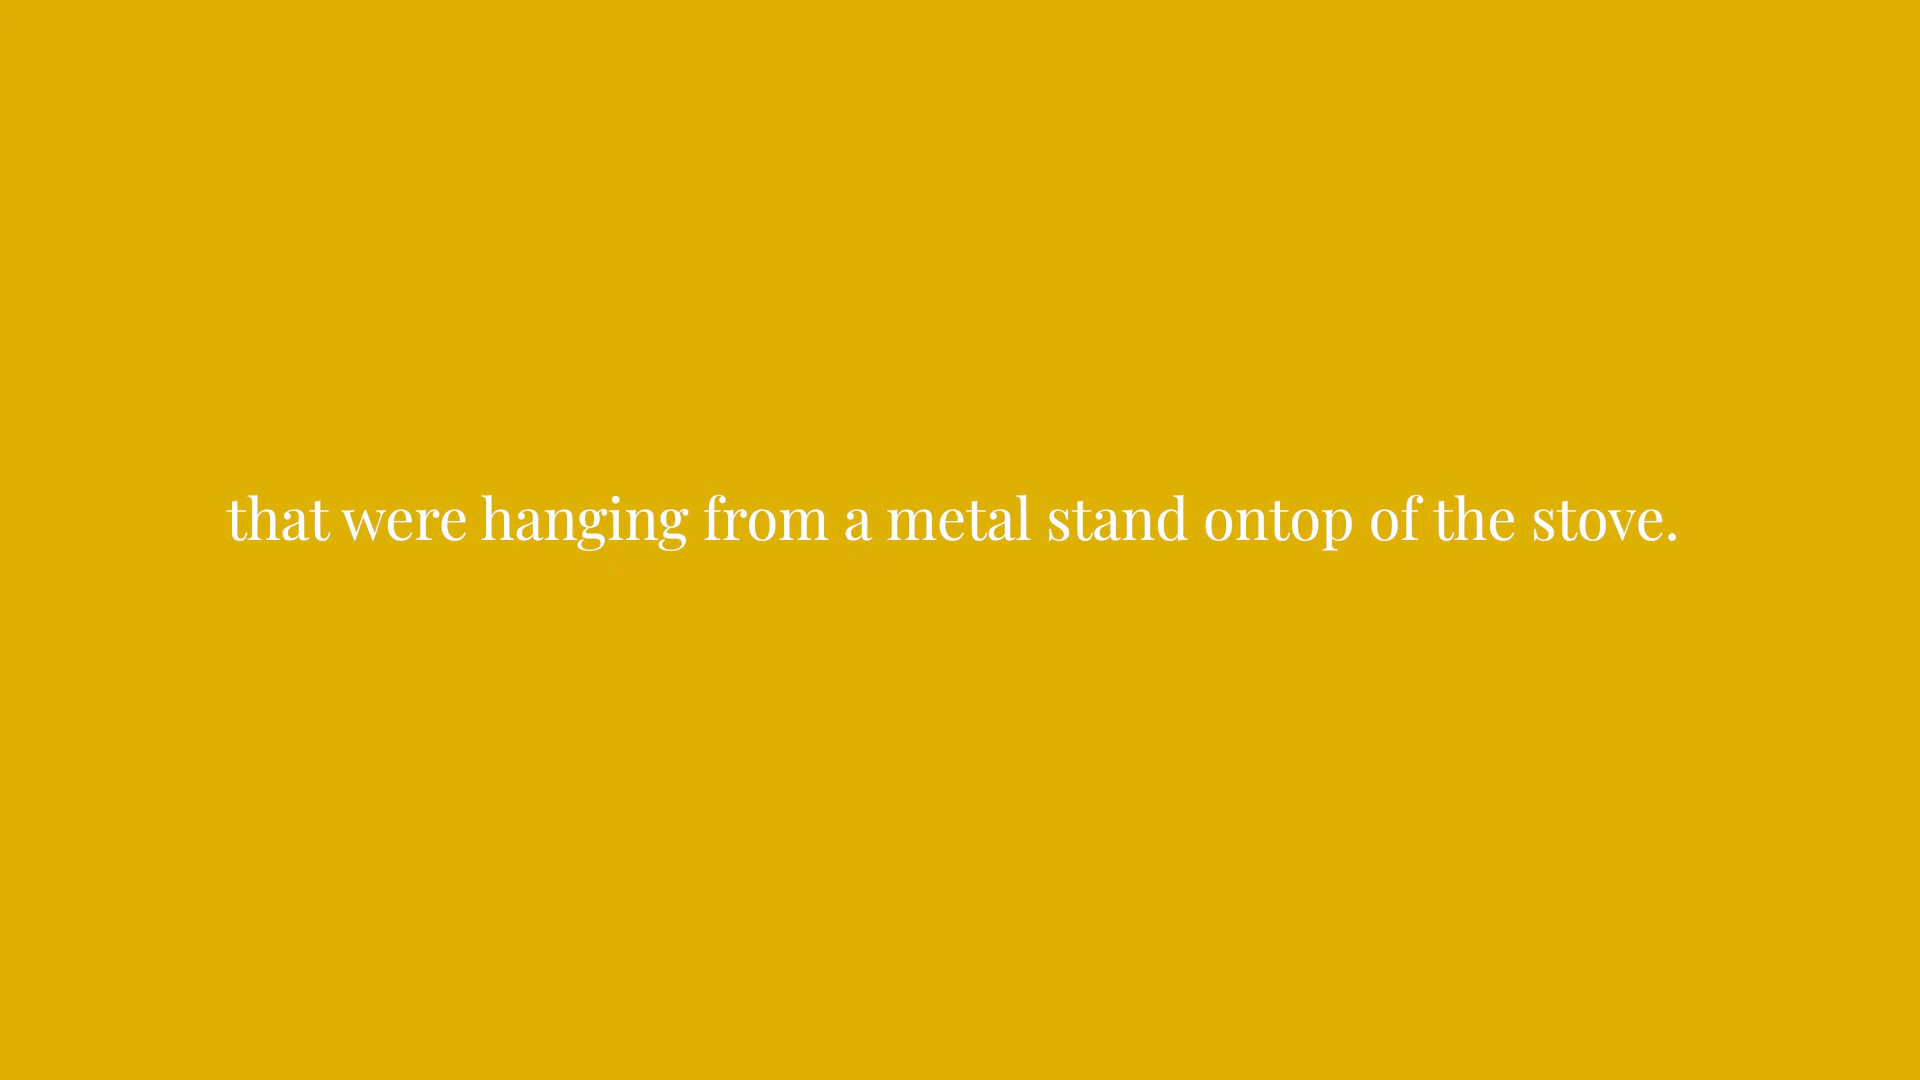 that were hanging from a metal stand ontop of the stove.